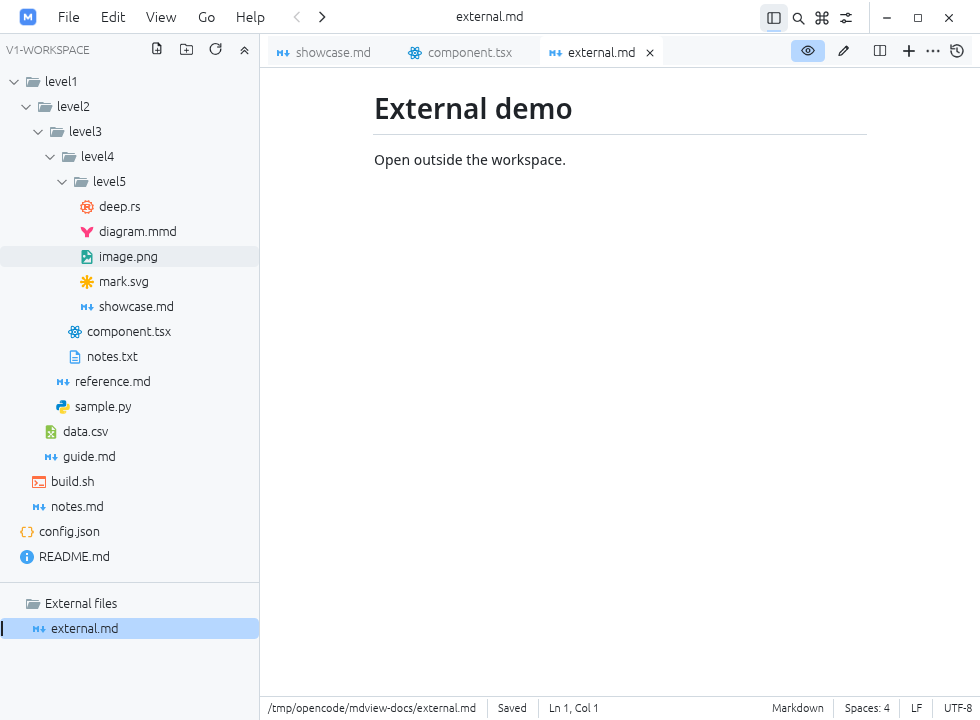 File Edit View Go Help external.md
V1-WORKSPACE
showcase.md component.tsx external.md
level1
level2
level3
level4
level5
deep.rs
diagram.mmd
image.png
mark.svg
showcase.md
component.tsx
notes.txt
reference.md
sample.py
data.csv
guide.md
build.sh
notes.md
config.json
README.md
External files
external.md
External demo
Open outside the workspace.
/tmp/opencode/mdview-docs/external.md Saved Ln 1, Col 1 Markdown Spaces: 4 LF UTF-8